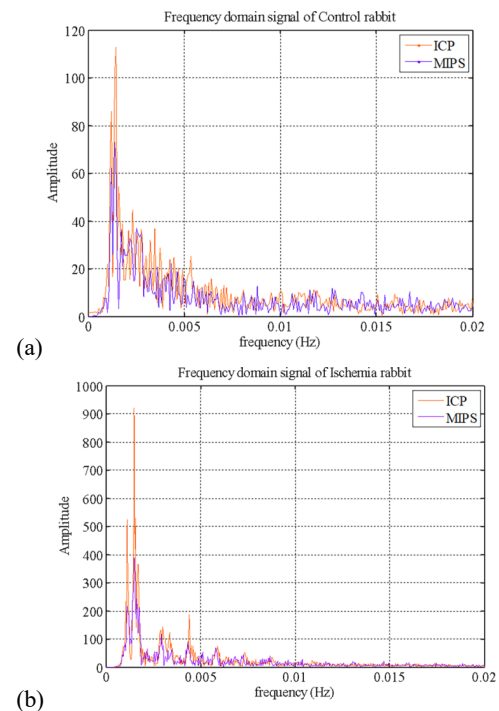 Frequency domain signal of Control rabbit
120
100
80
60
40
20
0
Amplitude
ICP
MIPS
0 0.005 0.01 0.015 0.02
frequency (Hz)
(a)
Frequency domain signal of Ischemia rabbit
1000
900
800
700
600
500
400
300
200
100
0
Amplitude
ICP
MIPS
0 0.005 0.01 0.015 0.02
frequency (Hz)
(b)